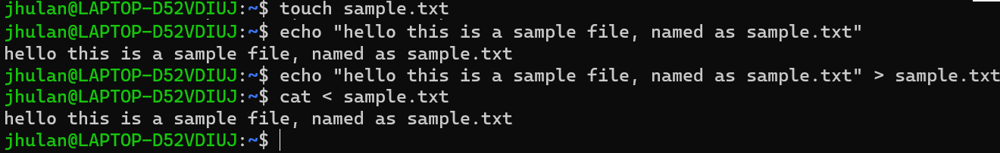 jhulan@LAPTOP-D52VDIUJ:~$ touch sample.txt
jhulan@LAPTOP-D52VDIUJ:~$ echo "hello this is a sample file, named as sample.txt"
hello this is a sample file, named as sample.txt
jhulan@LAPTOP-D52VDIUJ:~$ echo "hello this is a sample file, named as sample.txt" > sample.txt
jhulan@LAPTOP-D52VDIUJ:~$ cat < sample.txt
hello this is a sample file, named as sample.txt
jhulan@LAPTOP-D52VDIUJ:~$